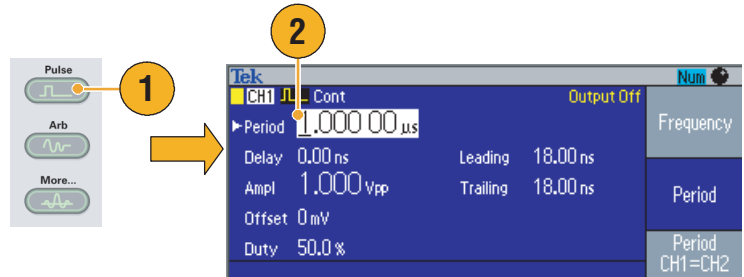 Pulse
Arb
More...
1
2
Tek
Num
CH1 Cont
Output Off
Period 1.000 00 µs
Delay 0.00 ns
Leading 18.00 ns
Ampl 1.000 Vpp
Trailing 18.00 ns
Offset 0 mV
Duty 50.0 %
Frequency
Period
Period
CH1=CH2